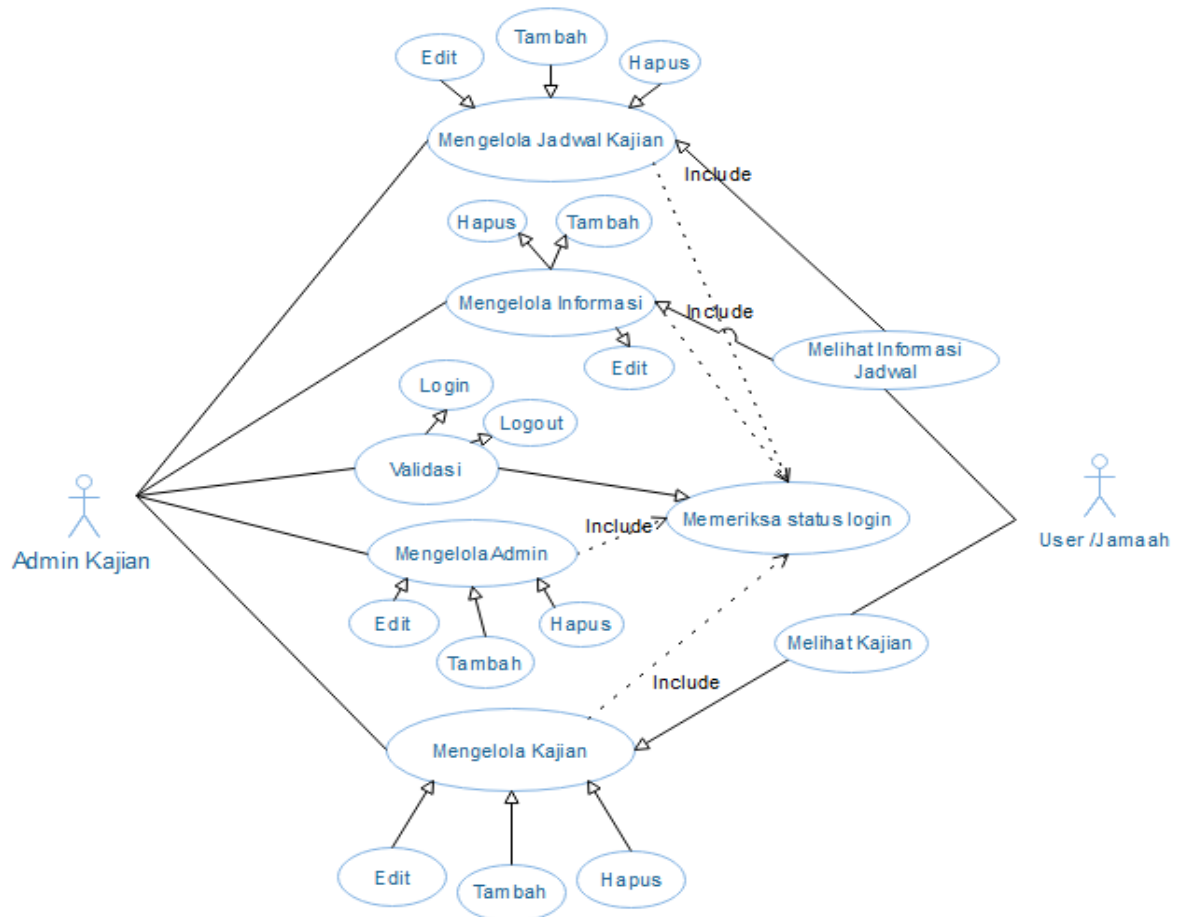 Tambah
Edit
Hapus
Mengelola Jadwal Kajian
Include
Hapus
Tambah
Mengelola Informasi
Include
Melihat Informasi
Jadwal
Edit
Login
Logout
Validasi
Memeriksa status login
Include
Mengelola Admin
Admin Kajian
User /Jamaah
Edit
Hapus
Tambah
Melihat Kajian
Include
Mengelola Kajian
Edit
Tambah
Hapus